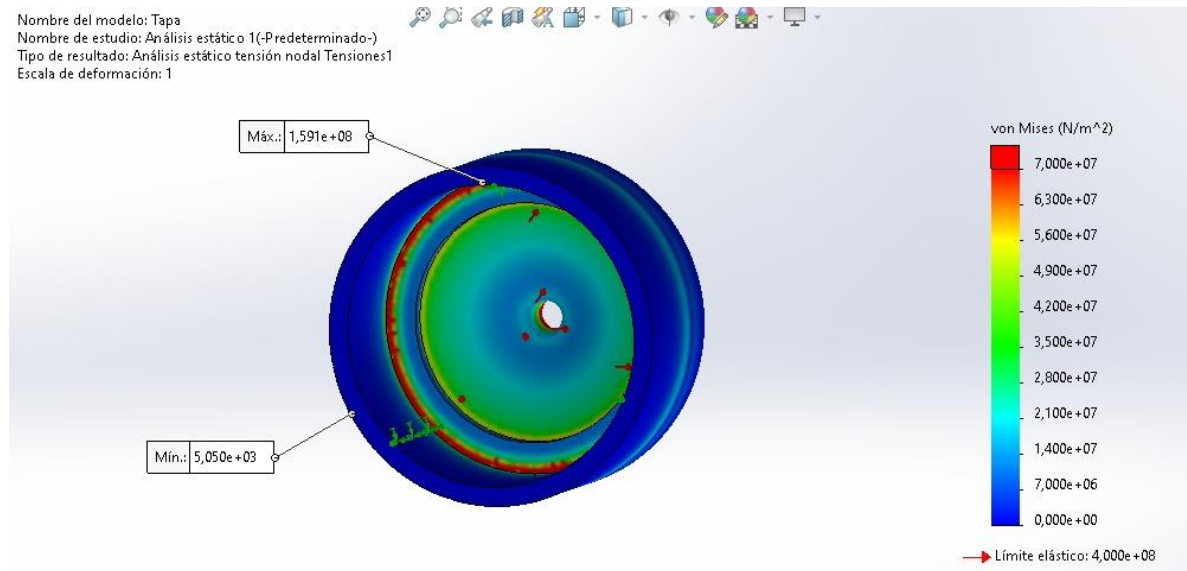 Nombre del modelo: Tapa
Nombre de estudio: Análisis estático 1(-Predeterminado-)
Tipo de resultado: Análisis estático tensión nodal Tensiones1
Escala de deformación: 1
Máx.: 1,591e+08
Mín.: 5,050e+03
von Mises (N/m^2)
7,000e+07
6,300e+07
5,600e+07
4,900e+07
4,200e+07
3,500e+07
2,800e+07
2,100e+07
1,400e+07
7,000e+06
0,000e+00
Límite elástico: 4,000e+08